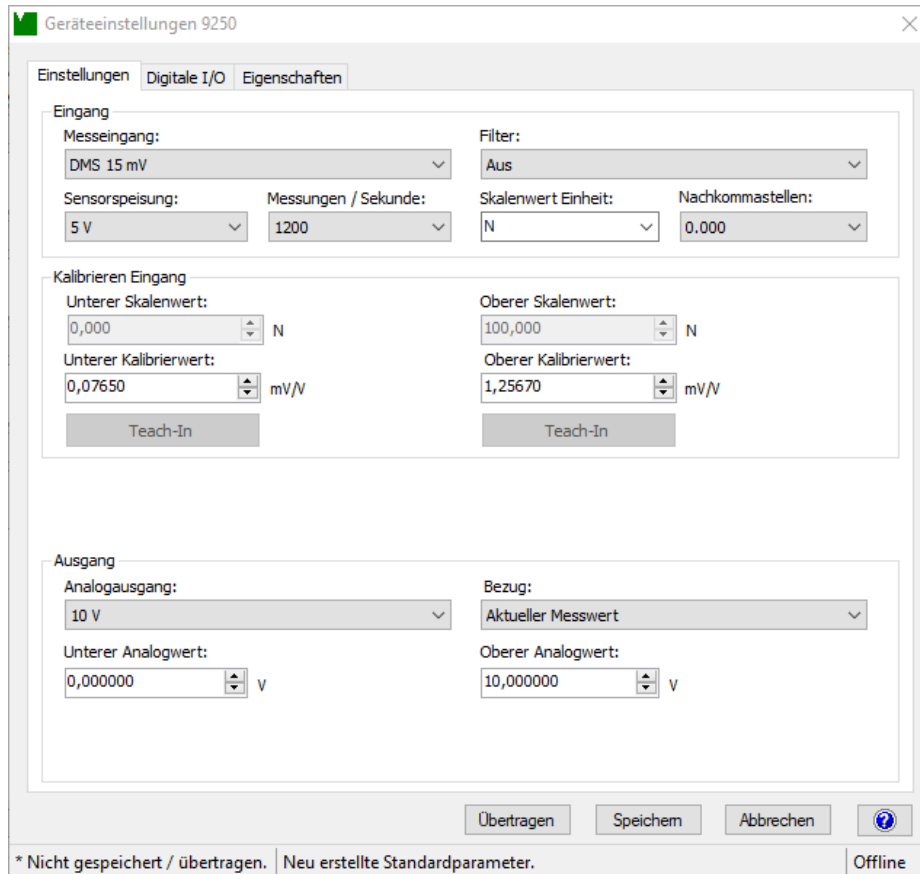 Geräteeinstellungen 9250
Einstellungen Digitale I/O Eigenschaften
Eingang
Messeingang: Filter:
DMS 15 mV Aus
Sensorspeisung: Messungen / Sekunde: Skalenwert Einheit: Nachkommastellen:
5 V 1200 N 0.000
Kalibrieren Eingang
Unterer Skalenwert: Oberer Skalenwert:
0,000 N 100,000 N
Unterer Kalibrierwert: Oberer Kalibrierwert:
0,07650 mV/V 1,25670 mV/V
Teach-In Teach-In
Ausgang
Analogausgang: Bezug:
10 V Aktueller Messwert
Unterer Analogwert: Oberer Analogwert:
0,000000 V 10,000000 V
Übertragen Speichern Abbrechen ?
* Nicht gespeichert / übertragen. Neu erstellte Standardparameter. Offline